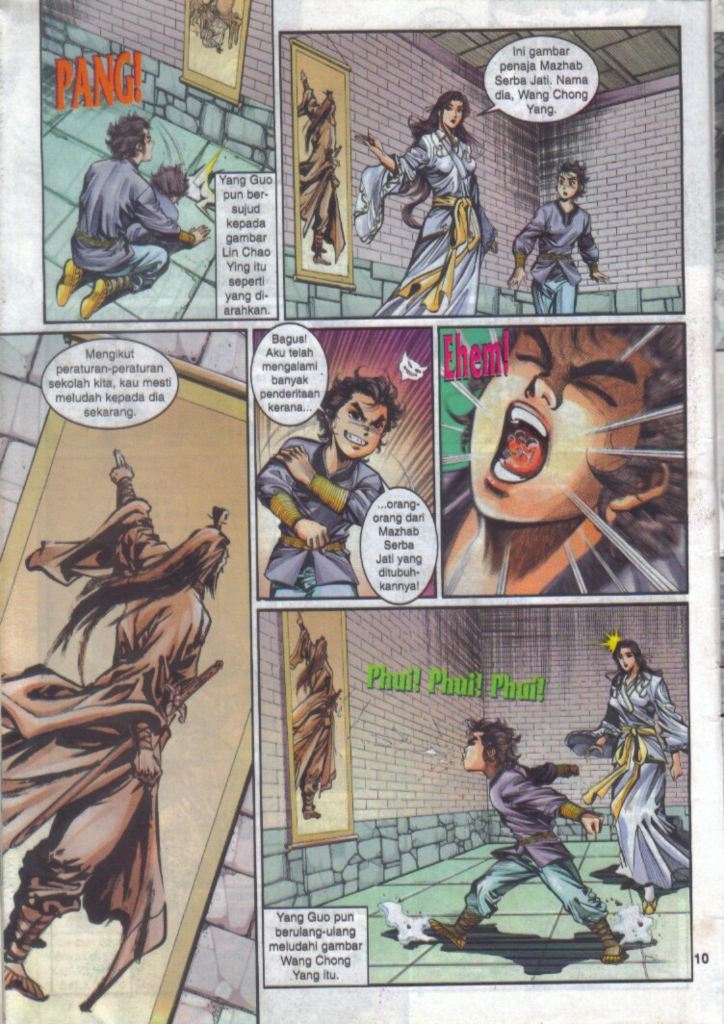 PANG!
Yang Guo
pun ber-
sujud
kepada
gambar
Lin Chao
Ying itu
seperti
yang di-
arahkan.
Ini gambar
penaja Mazhab
Serba Jati. Nama
dia, Wang Chong
Yang.
Mengikut
peraturan-peraturan
sekolah kita, kau mesti
meludah kepada dia
sekarang.
Bagus!
Aku telah
mengalami
banyak
penderitaan
kerana...
...orang-
orang dari
Mazhab
Serba
Jati yang
ditubuh-
kannya!
Ehem!
Phui! Phui! Phui!
Yang Guo pun
berulang-ulang
meludahi gambar
Wang Chong
Yang itu.
10